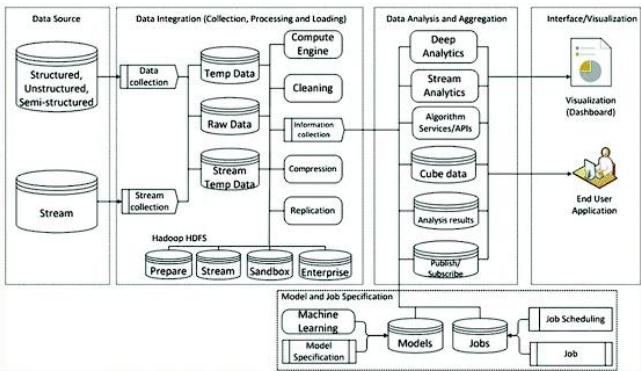 Data Source
Structured,
Unstructured,
Semi-structured
Stream
Data Integration (Collection, Processing and Loading)
Data
collection
Stream
collection
Temp Data
Raw Data
Stream
Temp Data
Compute
Engine
Cleaning
Information
collection
Compression
Replication
Hadoop HDFS
Prepare
Stream
Sandbox
Enterprise
Data Analysis and Aggregation
Deep
Analytics
Stream
Analytics
Algorithm
Services/APIs
Cube data
Analysis results
Publish/
Subscribe
Interface/Visualization
Visualization
(Dashboard)
End User
Application
Model and Job Specification
Machine
Learning
Model
Specification
Models
Jobs
Job Scheduling
Job